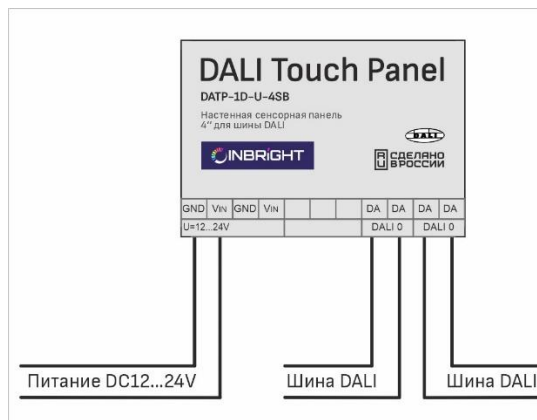 DALI Touch Panel
DATP-1D-U-4SB
Настенная сенсорная панель
4’’ для шины DALI
DALI
INBRIGHT
RU СДЕЛАНО
В РОССИИ
GND VIN GND VIN DA DA DA DA
U=12...24V DALI 0 DALI 0
Питание DC12...24V Шина DALI Шина DALI